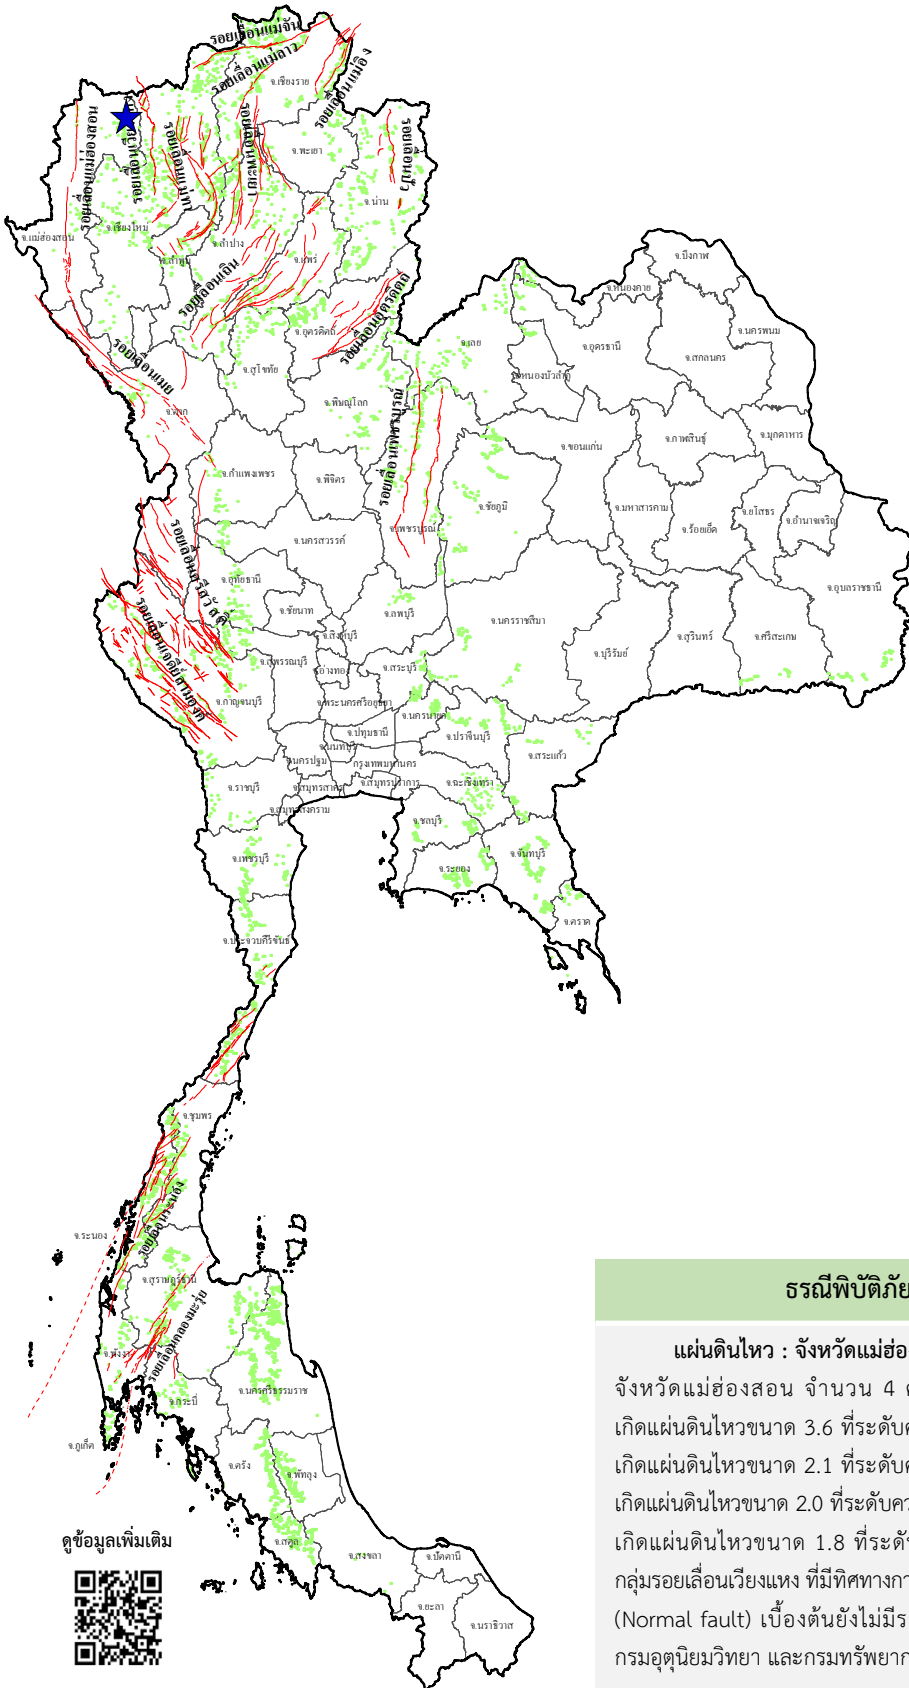 รอยเลื่อนแม่จัน
รอยเลื่อนแม่ลาว
รอยเลื่อนแม่อิง
จ.เชียงราย
รอยเลื่อนแม่ฮ่องสอน
รอยเลื่อนแม่ทา
รอยเลื่อนพะเยา
จ.พะเยา
รอยเลื่อนปัว
จ.น่าน
จ.แม่ฮ่องสอน
จ.เชียงใหม่
จ.ลำปาง
จ.ลำพูน
จ.แพร่
รอยเลื่อนเถิน
รอยเลื่อนอุตรดิตถ์
จ.อุตรดิตถ์
จ.บึงกาฬ
จ.หนองคาย
จ.นครพนม
จ.เลย
จ.อุดรธานี
จ.สกลนคร
รอยเลื่อนเมย
จ.สุโขทัย
จ.หนองบัวลำภู
จ.ตาก
จ.พิษณุโลก
รอยเลื่อนเพชรบูรณ์
จ.ขอนแก่น
จ.กาฬสินธุ์
จ.มุกดาหาร
จ.กำแพงเพชร
จ.พิจิตร
จ.ชัยภูมิ
จ.มหาสารคาม
จ.ยโสธร
จ.อำนาจเจริญ
จ.ร้อยเอ็ด
จ.เพชรบูรณ์
จ.นครสวรรค์
รอยเลื่อนศรีสวัสดิ์
จ.อุทัยธานี
จ.อุบลราชธานี
รอยเลื่อนเจดีย์สามองค์
จ.ชัยนาท
จ.ลพบุรี
จ.นครราชสีมา
จ.สุรินทร์
จ.ศรีสะเกษ
จ.บุรีรัมย์
จ.สิงห์บุรี
จ.สุพรรณบุรี
จ.อ่างทอง
จ.สระบุรี
จ.กาญจนบุรี
จ.พระนครศรีอยุธยา
จ.นครนายก
จ.ปทุมธานี
จ.ปราจีนบุรี
จ.นนทบุรี
จ.สระแก้ว
จ.นครปฐม
กรุงเทพมหานคร
จ.ราชบุรี
จ.สมุทรสาคร
จ.สมุทรปราการ
จ.ฉะเชิงเทรา
จ.สมุทรสงคราม
จ.ชลบุรี
จ.เพชรบุรี
จ.ระยอง
จ.จันทบุรี
จ.ตราด
จ.ประจวบคีรีขันธ์
จ.ชุมพร
รอยเลื่อนระนอง
จ.ระนอง
จ.สุราษฎร์ธานี
รอยเลื่อนคลองมะรุ่ย
จ.พังงา
จ.นครศรีธรรมราช
จ.กระบี่
จ.ภูเก็ต
จ.ตรัง
จ.พัทลุง
จ.สตูล
จ.สงขลา
จ.ปัตตานี
จ.ยะลา
จ.นราธิวาส
ดูข้อมูลเพิ่มเติม
ธรณีพิบัติภัย
แผ่นดินไหว : จังหวัดแม่ฮ่อง
จังหวัดแม่ฮ่องสอน จำนวน 4
เกิดแผ่นดินไหวขนาด 3.6 ที่ระดับค
เกิดแผ่นดินไหวขนาด 2.1 ที่ระดับค
เกิดแผ่นดินไหวขนาด 2.0 ที่ระดับคว
เกิดแผ่นดินไหวขนาด 1.8 ที่ระดับ
กลุ่มรอยเลื่อนเวียงแหง ที่มีทิศทางกา
(Normal fault) เบื้องต้นยังไม่มีร
กรมอุตุนิยมวิทยา และกรมทรัพยาก